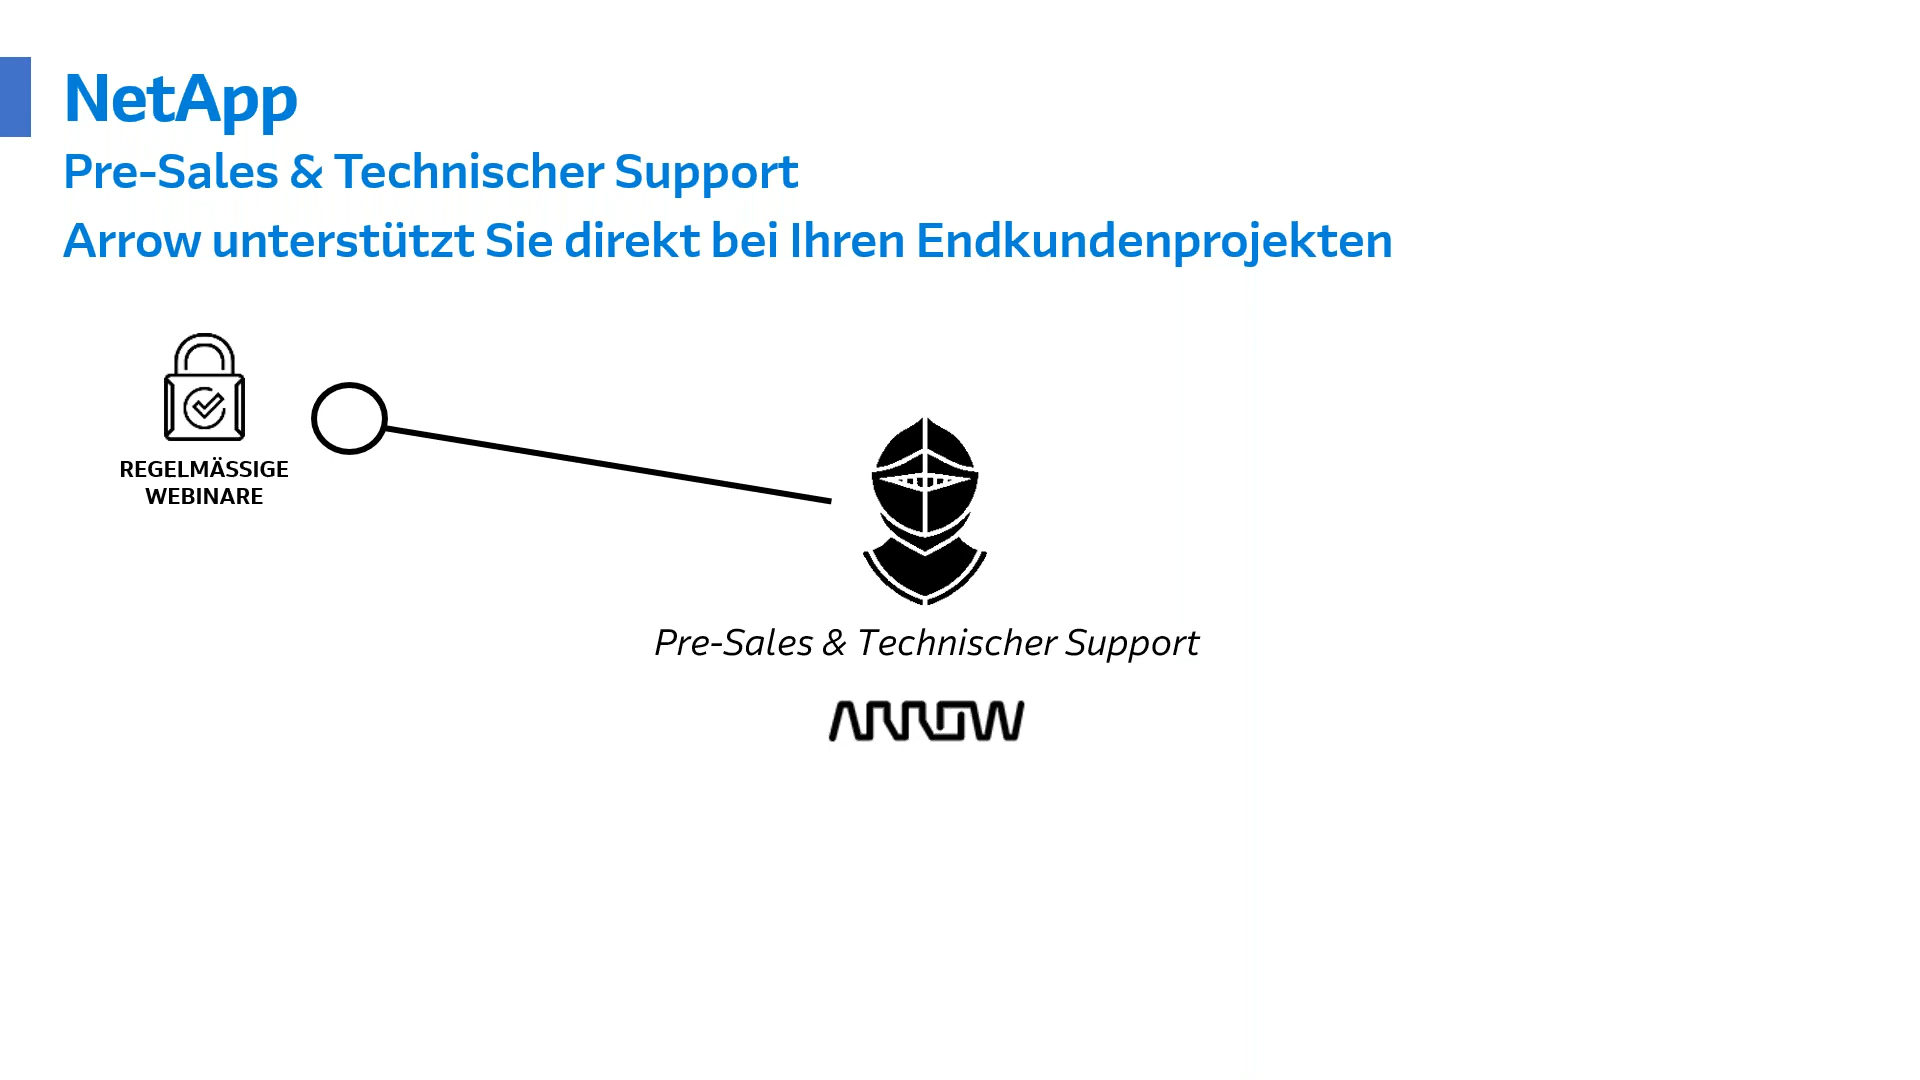 NetApp
Pre-Sales & Technischer Support
Arrow unterstützt Sie direkt bei Ihren Endkundenprojekten
REGELMÄSSIGE
WEBINARE
Pre-Sales & Technischer Support
ARROW